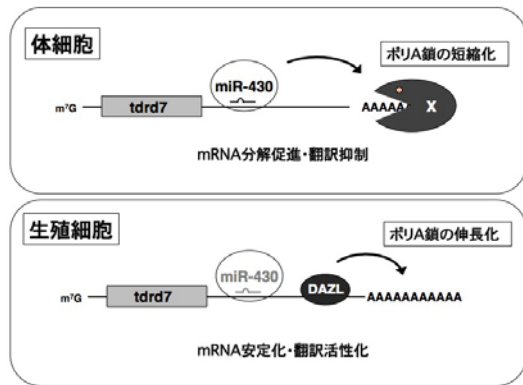 体細胞
ポリA鎖の短縮化
miR-430
m⁷G
tdrd7
AAAAA
X
mRNA分解促進・翻訳抑制
生殖細胞
ポリA鎖の伸長化
miR-430
DAZL
m⁷G
tdrd7
AAAAAAAAAAA
mRNA安定化・翻訳活性化